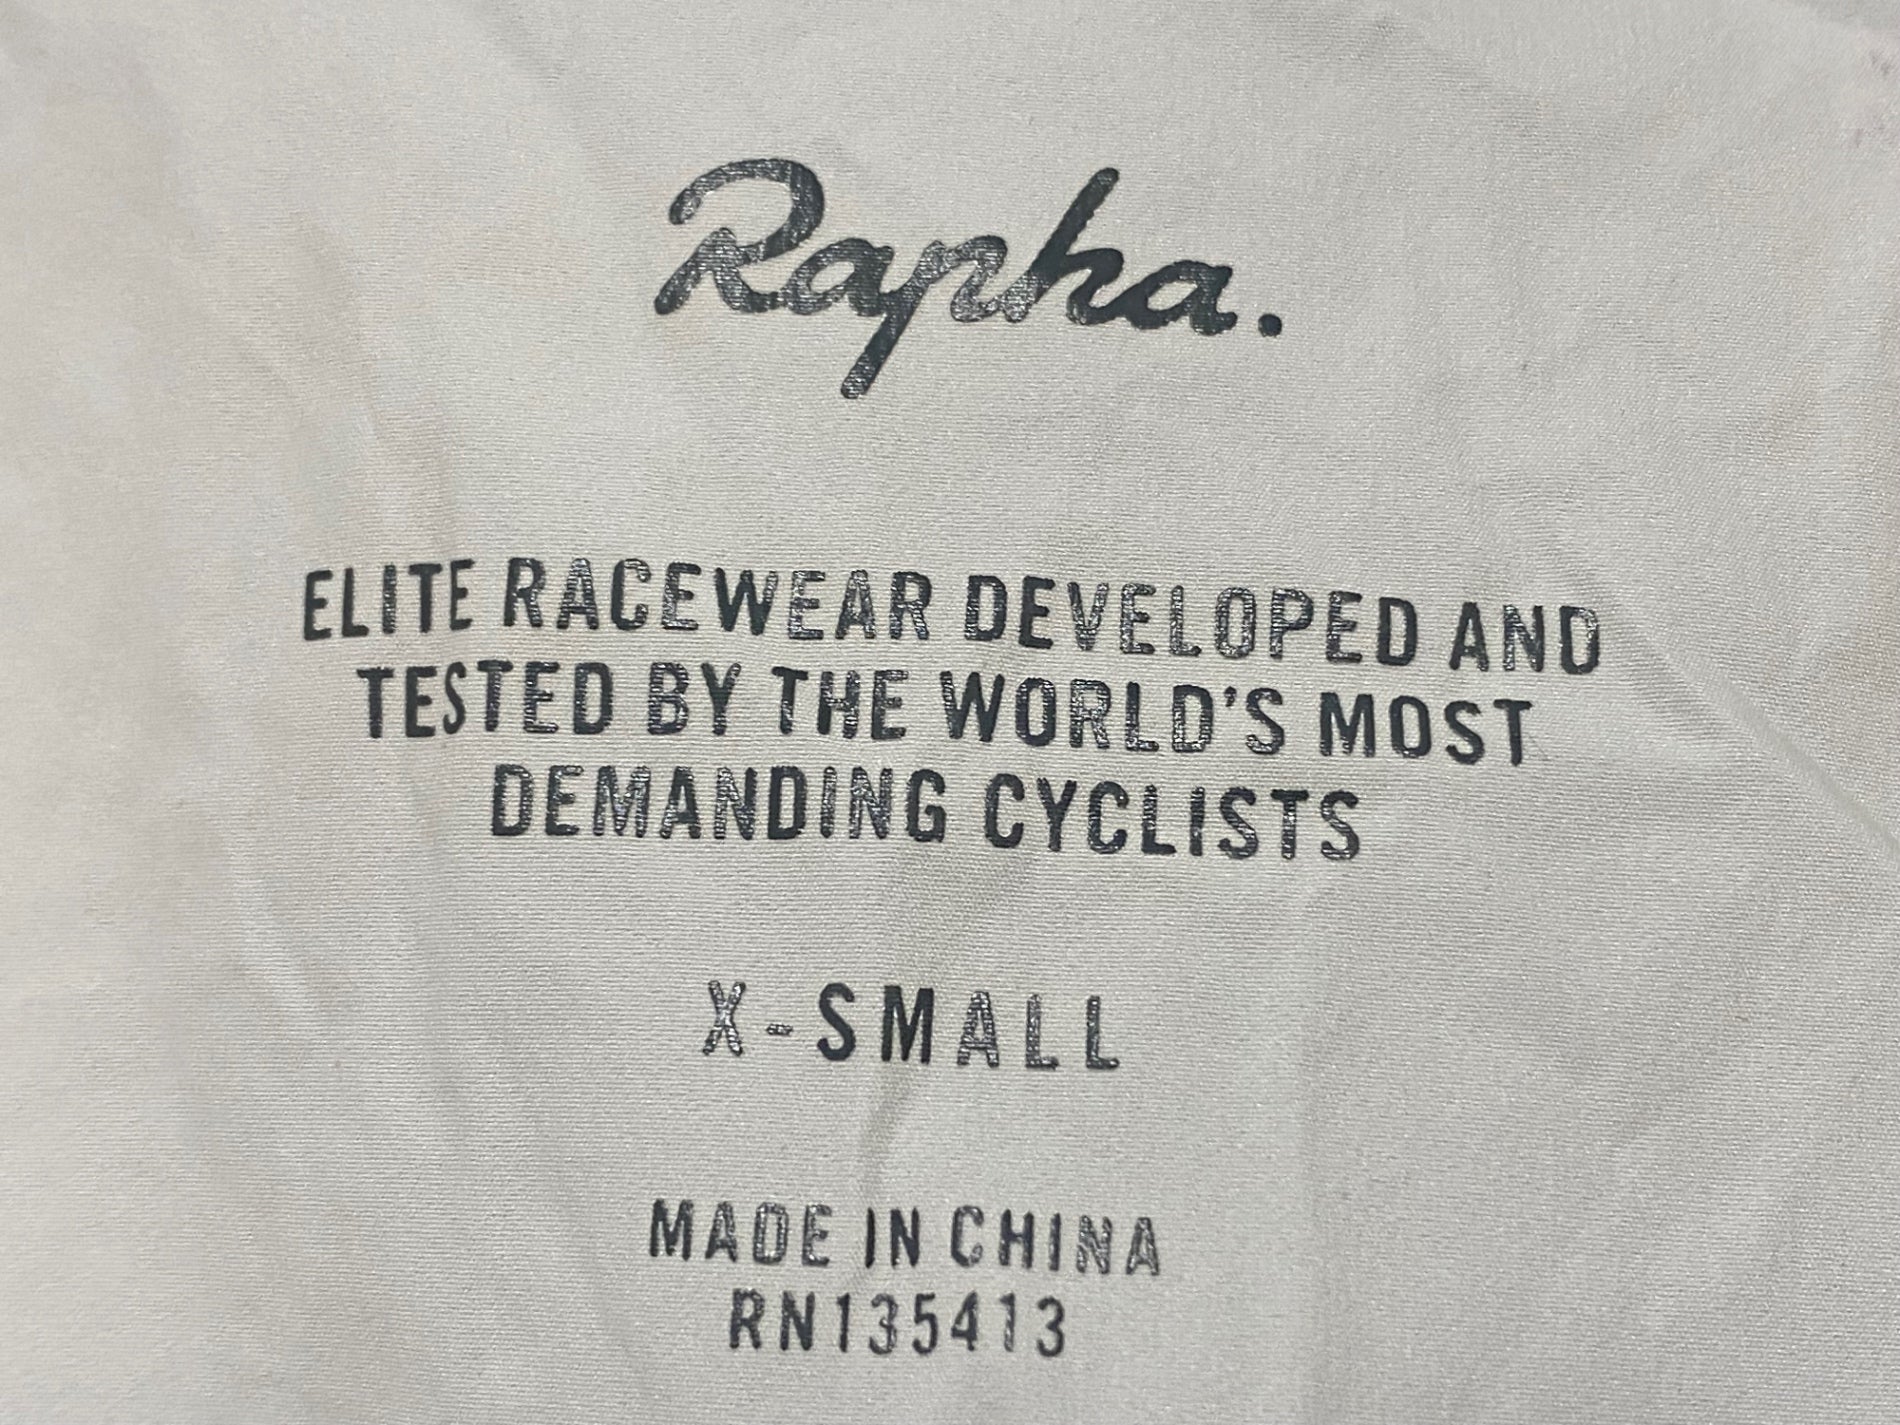 Rapha.
ELITE RACEWEAR DEVELOPED AND
TESTED BY THE WORLD'S MOST
DEMANDING CYCLISTS
X-SMALL
MADE IN CHINA
RN135413